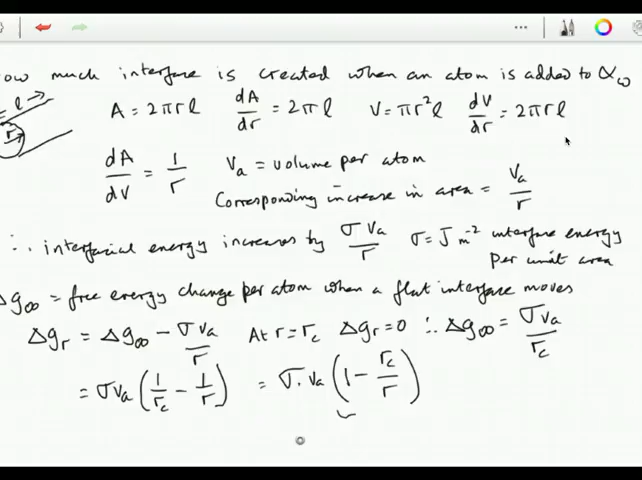 how much interface is created when an atom is added to αω
l → A = 2πrl dA/dr = 2πl V = πr²l dV/dr = 2πrl
r
dA/dV = 1/r Va = volume per atom
Corresponding increase in area = Va/r
∴ interfacial energy increases by σVa/r σ = Jm⁻² interface energy
per unit area
Δg∞ = free energy change per atom when a flat interface moves
Δgr = Δg∞ − σVa/r At r = rc Δgr = 0 ∴ Δg∞ = σVa/rc
= σVa(1/rc − 1/r) = σ.Va(1 − rc/r)